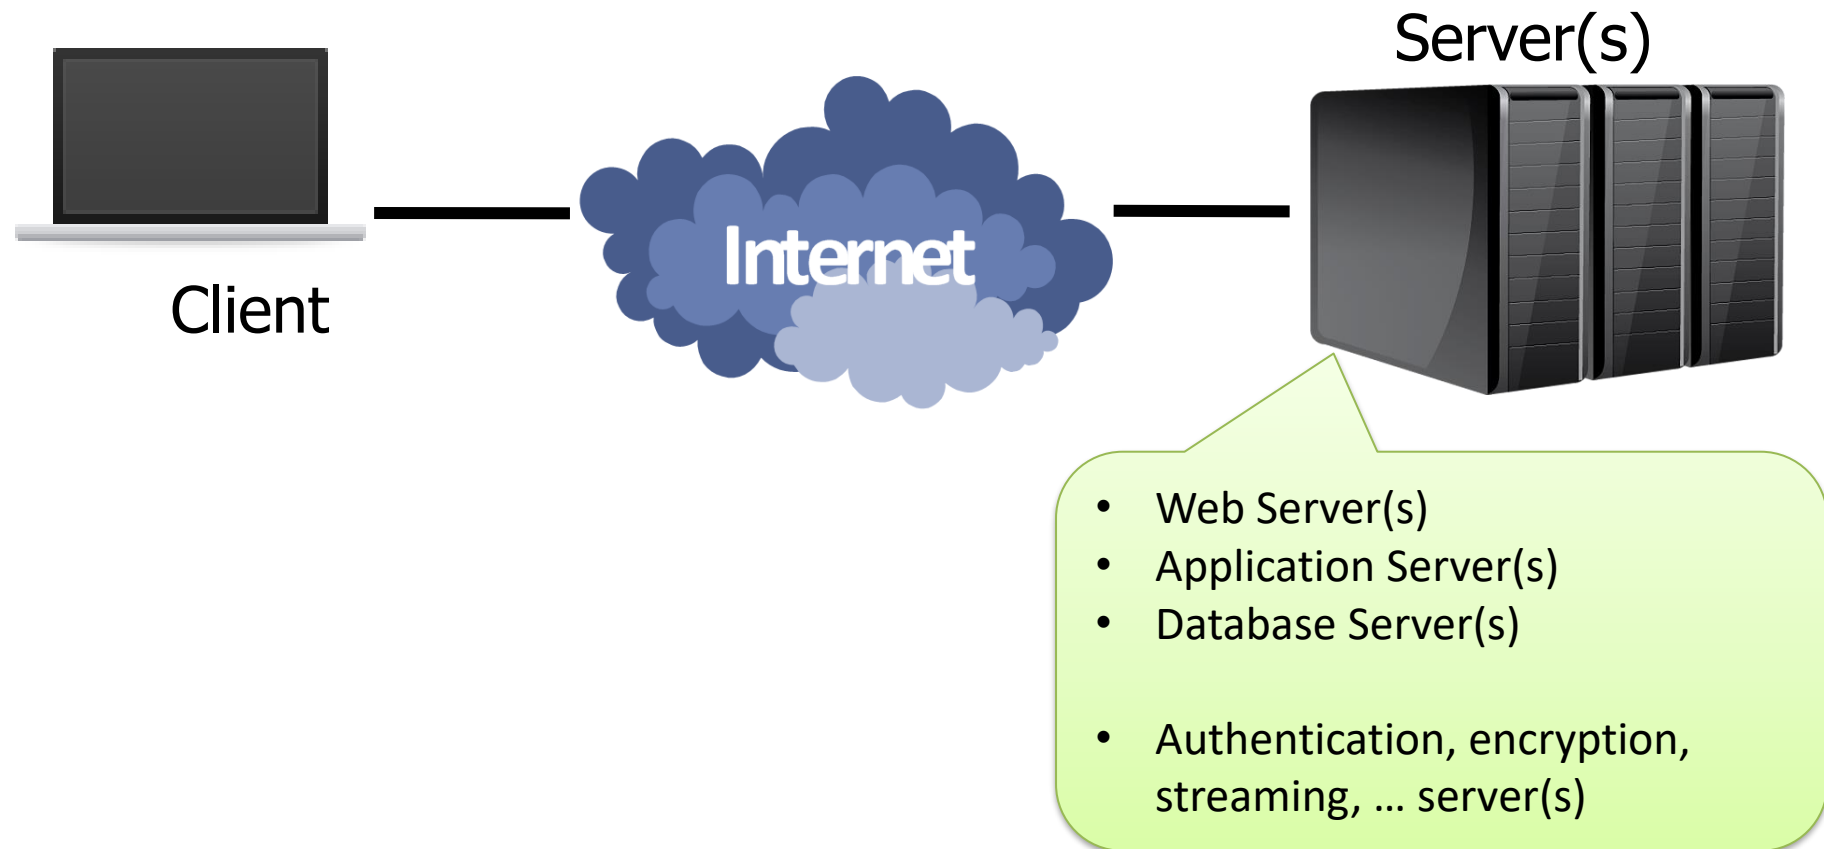 Server(s)
Internet
Client
• Web Server(s)
• Application Server(s)
• Database Server(s)
• Authentication, encryption,
streaming, ... server(s)